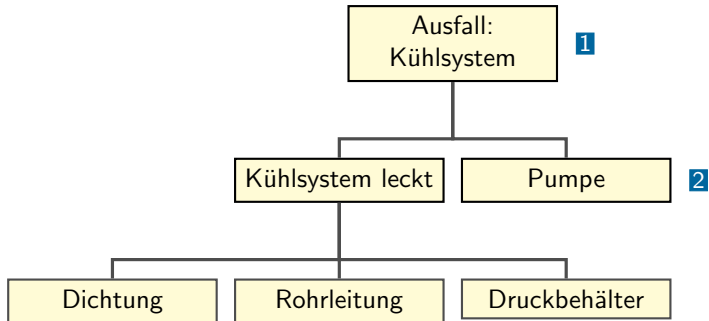 Ausfall:
Kühlsystem
1
Kühlsystem leckt
Pumpe
2
Dichtung
Rohrleitung
Druckbehälter